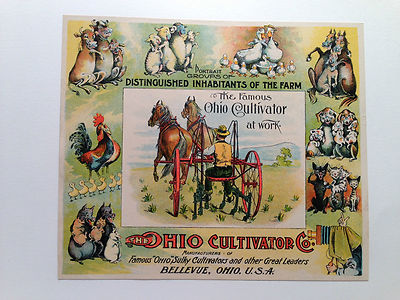 PORTRAIT
GROUPS OF
DISTINGUISHED INHABITANTS OF THE FARM
The Famous
Ohio Cultivator
at work
THE OHIO CULTIVATOR CO.
MANUFACTURERS OF
Famous "Ohio" Sulky Cultivators and other Great Leaders
BELLEVUE, OHIO. U.S.A.